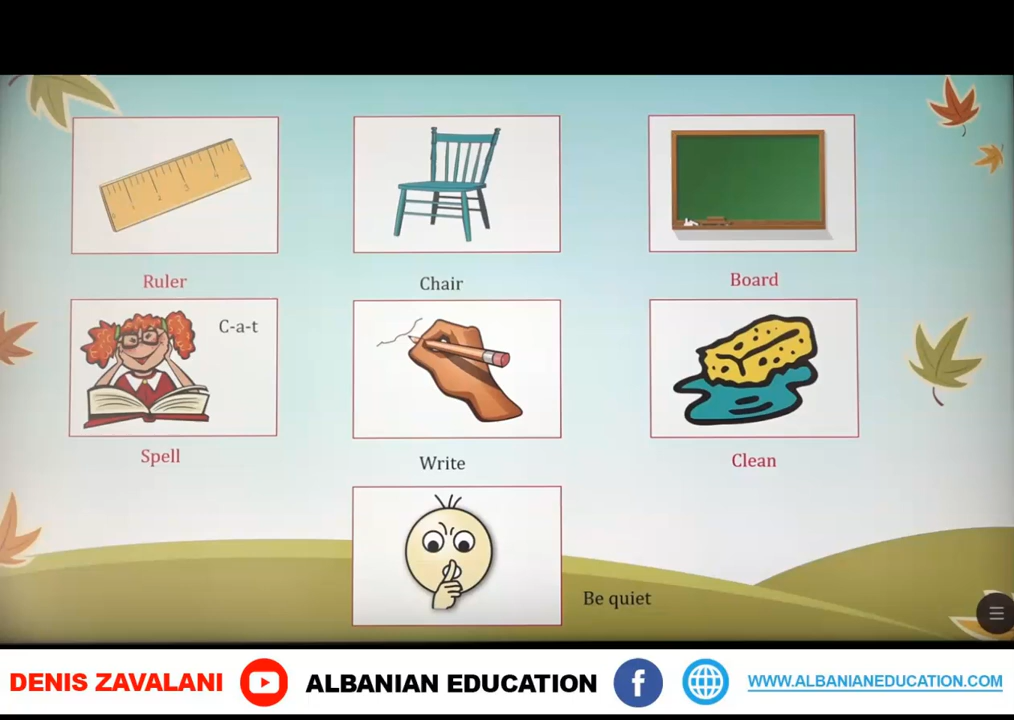 Ruler
Chair
Board
C-a-t
Spell
Write
Clean
Be quiet
DENIS ZAVALANI
ALBANIAN EDUCATION
WWW.ALBANIANEDUCATION.COM